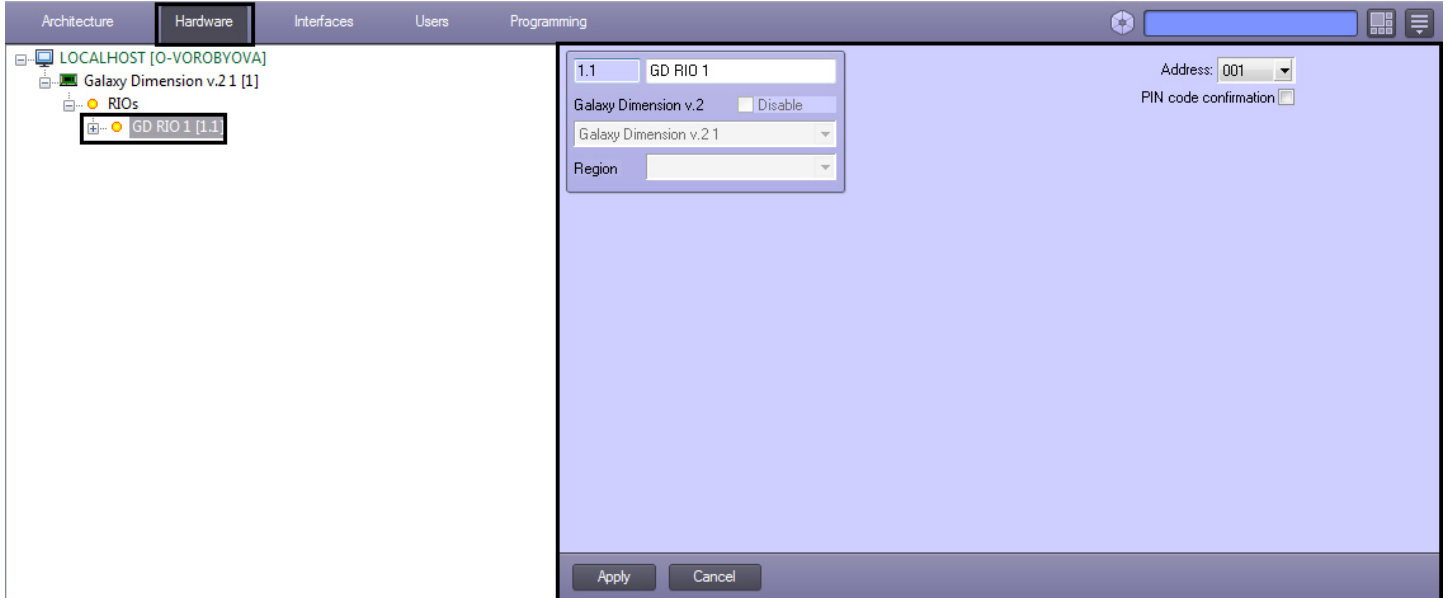 Architecture Hardware Interfaces Users Programming
LOCALHOST [O-VOROBYOVA]
Galaxy Dimension v.2 1 [1]
RIOs
GD RIO 1 [1.1]
1.1 GD RIO 1
Galaxy Dimension v.2 Disable
Galaxy Dimension v.2 1
Region
Address: 001
PIN code confirmation
Apply Cancel